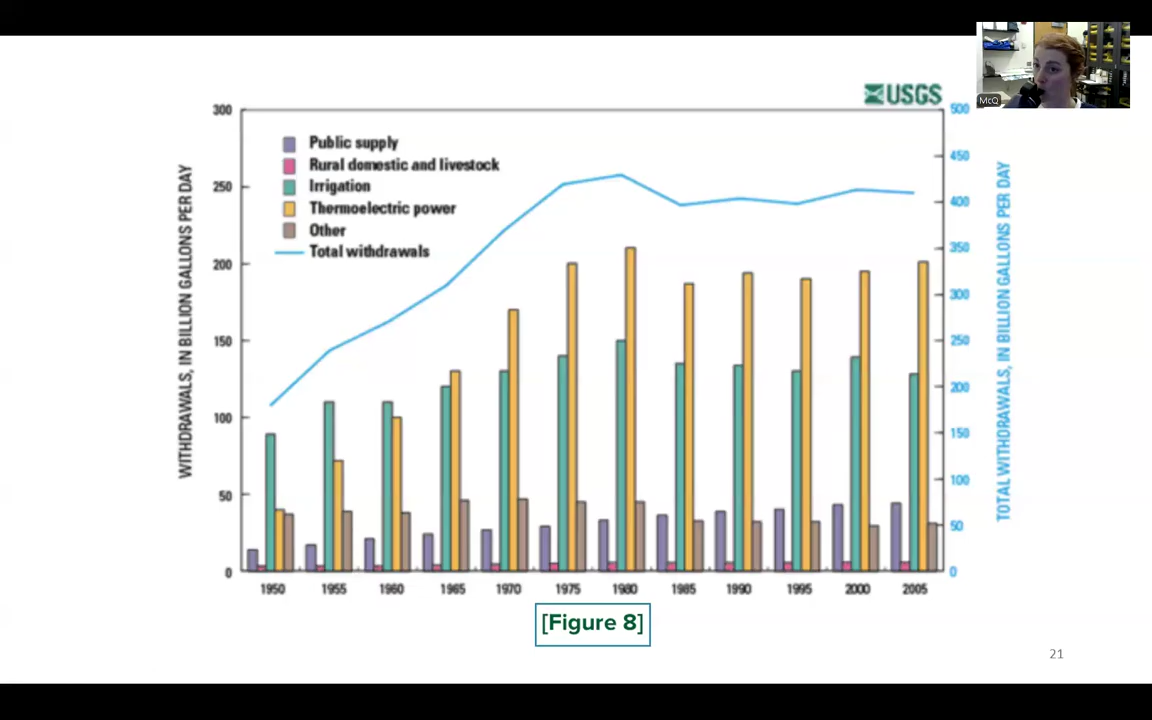 McQ
USGS
300
250
200
150
100
50
0
WITHDRAWALS, IN BILLION GALLONS PER DAY
Public supply
Rural domestic and livestock
Irrigation
Thermoelectric power
Other
Total withdrawals
500
450
400
350
300
250
200
150
100
50
0
TOTAL WITHDRAWALS, IN BILLION GALLONS PER DAY
1950 1955 1960 1965 1970 1975 1980 1985 1990 1995 2000 2005
[Figure 8]
21